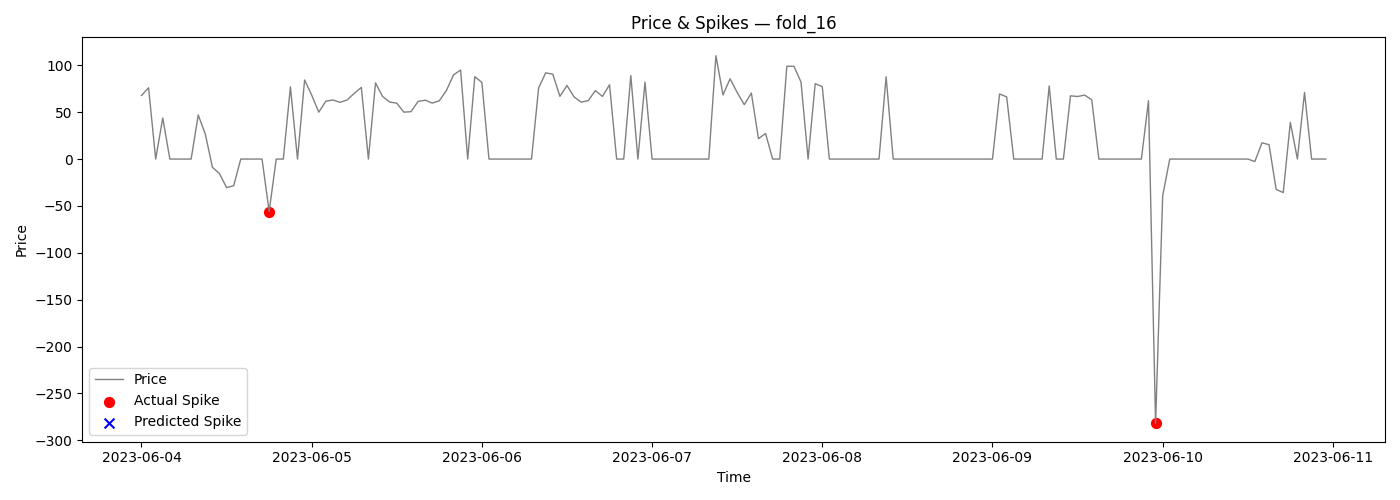 Price & Spikes — fold_16
Price
100
50
0
−50
−100
−150
−200
−250
−300
Price
Actual Spike
Predicted Spike
2023-06-04
2023-06-05
2023-06-06
2023-06-07
2023-06-08
2023-06-09
2023-06-10
2023-06-11
Time